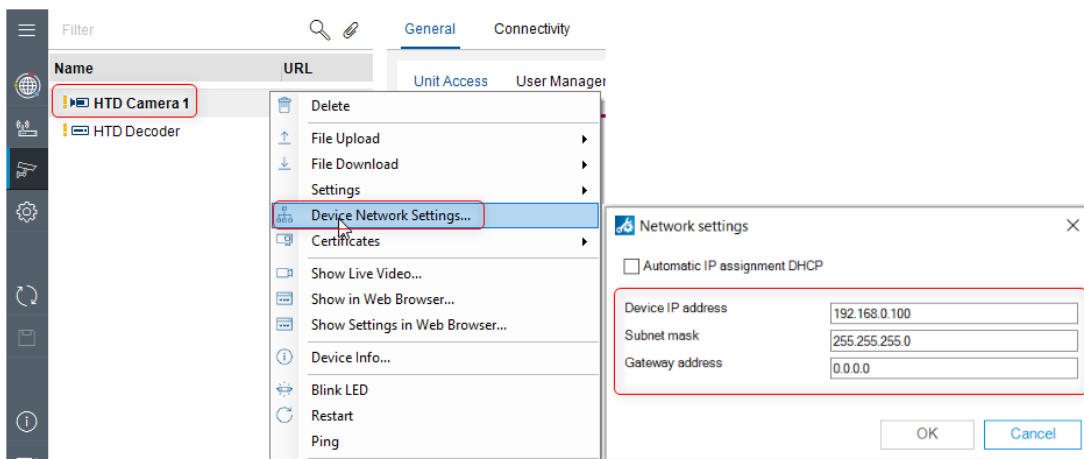 Filter
General Connectivity
Name URL
Unit Access User Manager
HTD Camera 1
HTD Decoder
Delete
File Upload
File Download
Settings
Device Network Settings...
Certificates
Show Live Video...
Show in Web Browser...
Show Settings in Web Browser...
Device Info...
Blink LED
Restart
Ping
Network settings
Automatic IP assignment DHCP
Device IP address 192.168.0.100
Subnet mask 255.255.255.0
Gateway address 0.0.0.0
OK Cancel